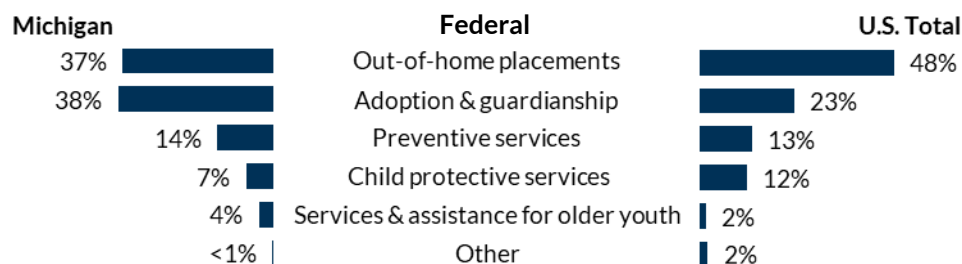 Michigan Federal U.S. Total
37% Out-of-home placements 48%
38% Adoption & guardianship 23%
14% Preventive services 13%
7% Child protective services 12%
4% Services & assistance for older youth 2%
<1% Other 2%